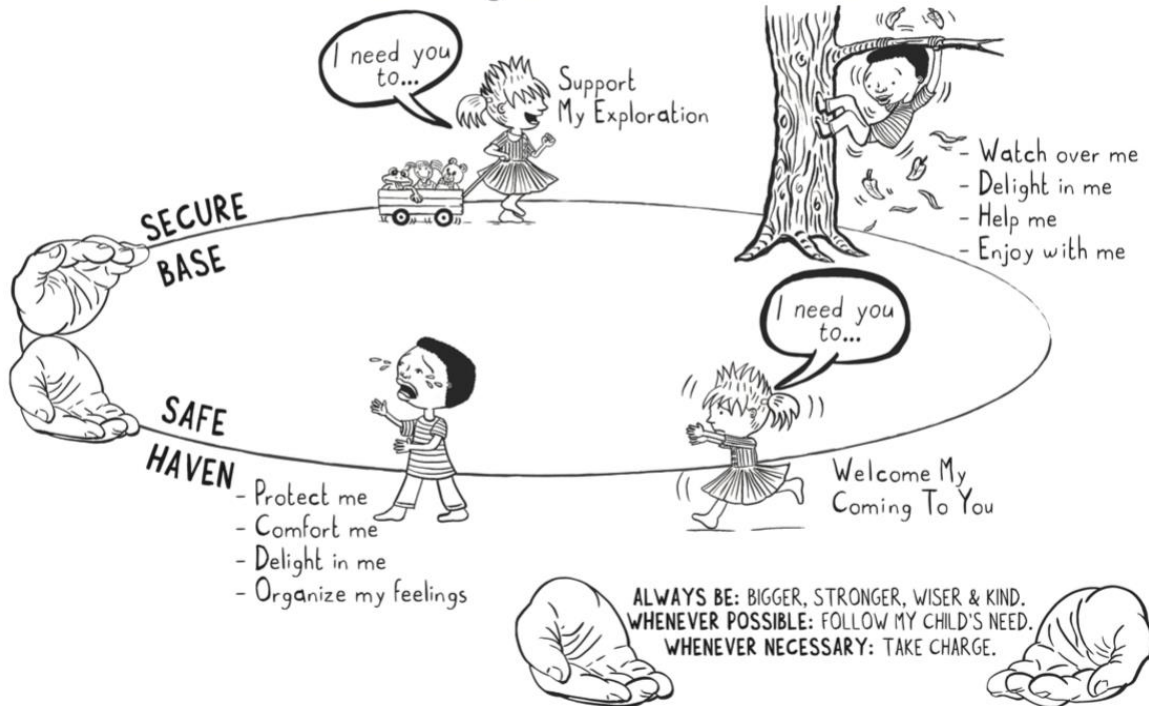 I need you
to...
Support
My Exploration
- Watch over me
- Delight in me
- Help me
- Enjoy with me
SECURE
BASE
I need you
to...
Welcome My
Coming To You
SAFE
HAVEN
- Protect me
- Comfort me
- Delight in me
- Organize my feelings
ALWAYS BE: BIGGER, STRONGER, WISER & KIND.
WHENEVER POSSIBLE: FOLLOW MY CHILD'S NEED.
WHENEVER NECESSARY: TAKE CHARGE.